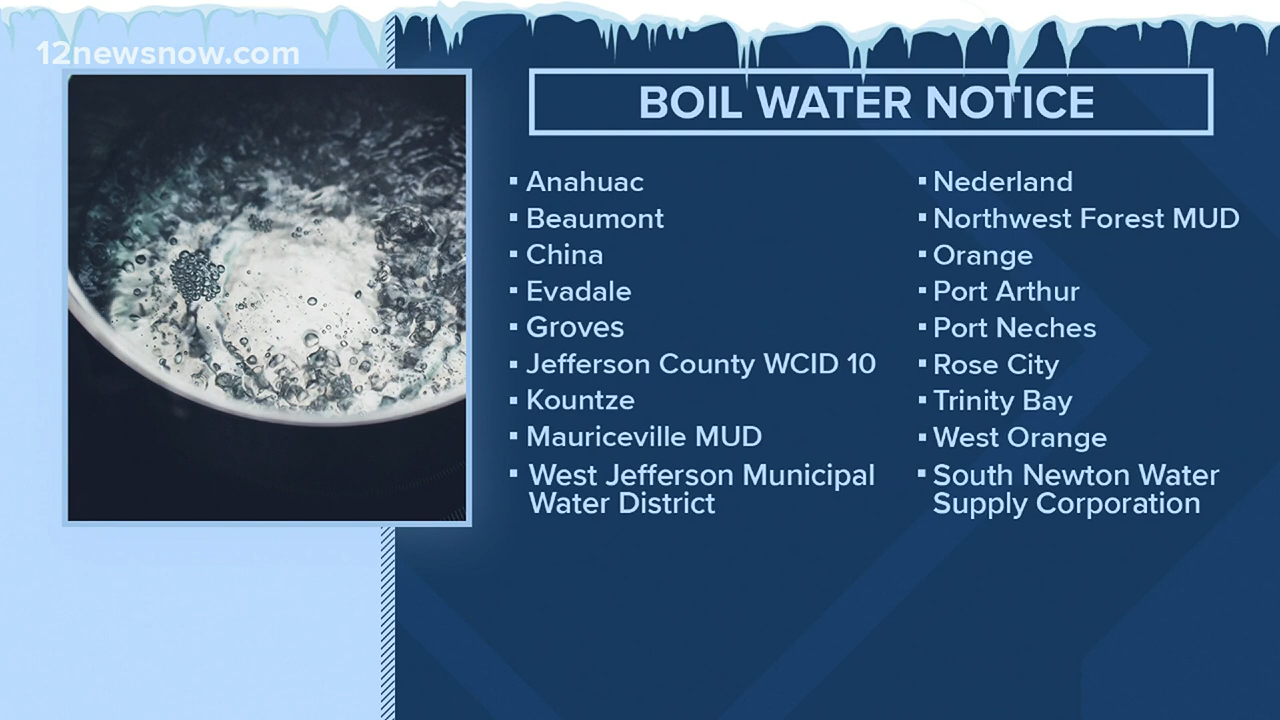 12newsnow.com
BOIL WATER NOTICE
▪ Anahuac
▪ Beaumont
▪ China
▪ Evadale
▪ Groves
▪ Jefferson County WCID 10
▪ Kountze
▪ Mauriceville MUD
▪ West Jefferson Municipal
Water District
▪ Nederland
▪ Northwest Forest MUD
▪ Orange
▪ Port Arthur
▪ Port Neches
▪ Rose City
▪ Trinity Bay
▪ West Orange
▪ South Newton Water
Supply Corporation